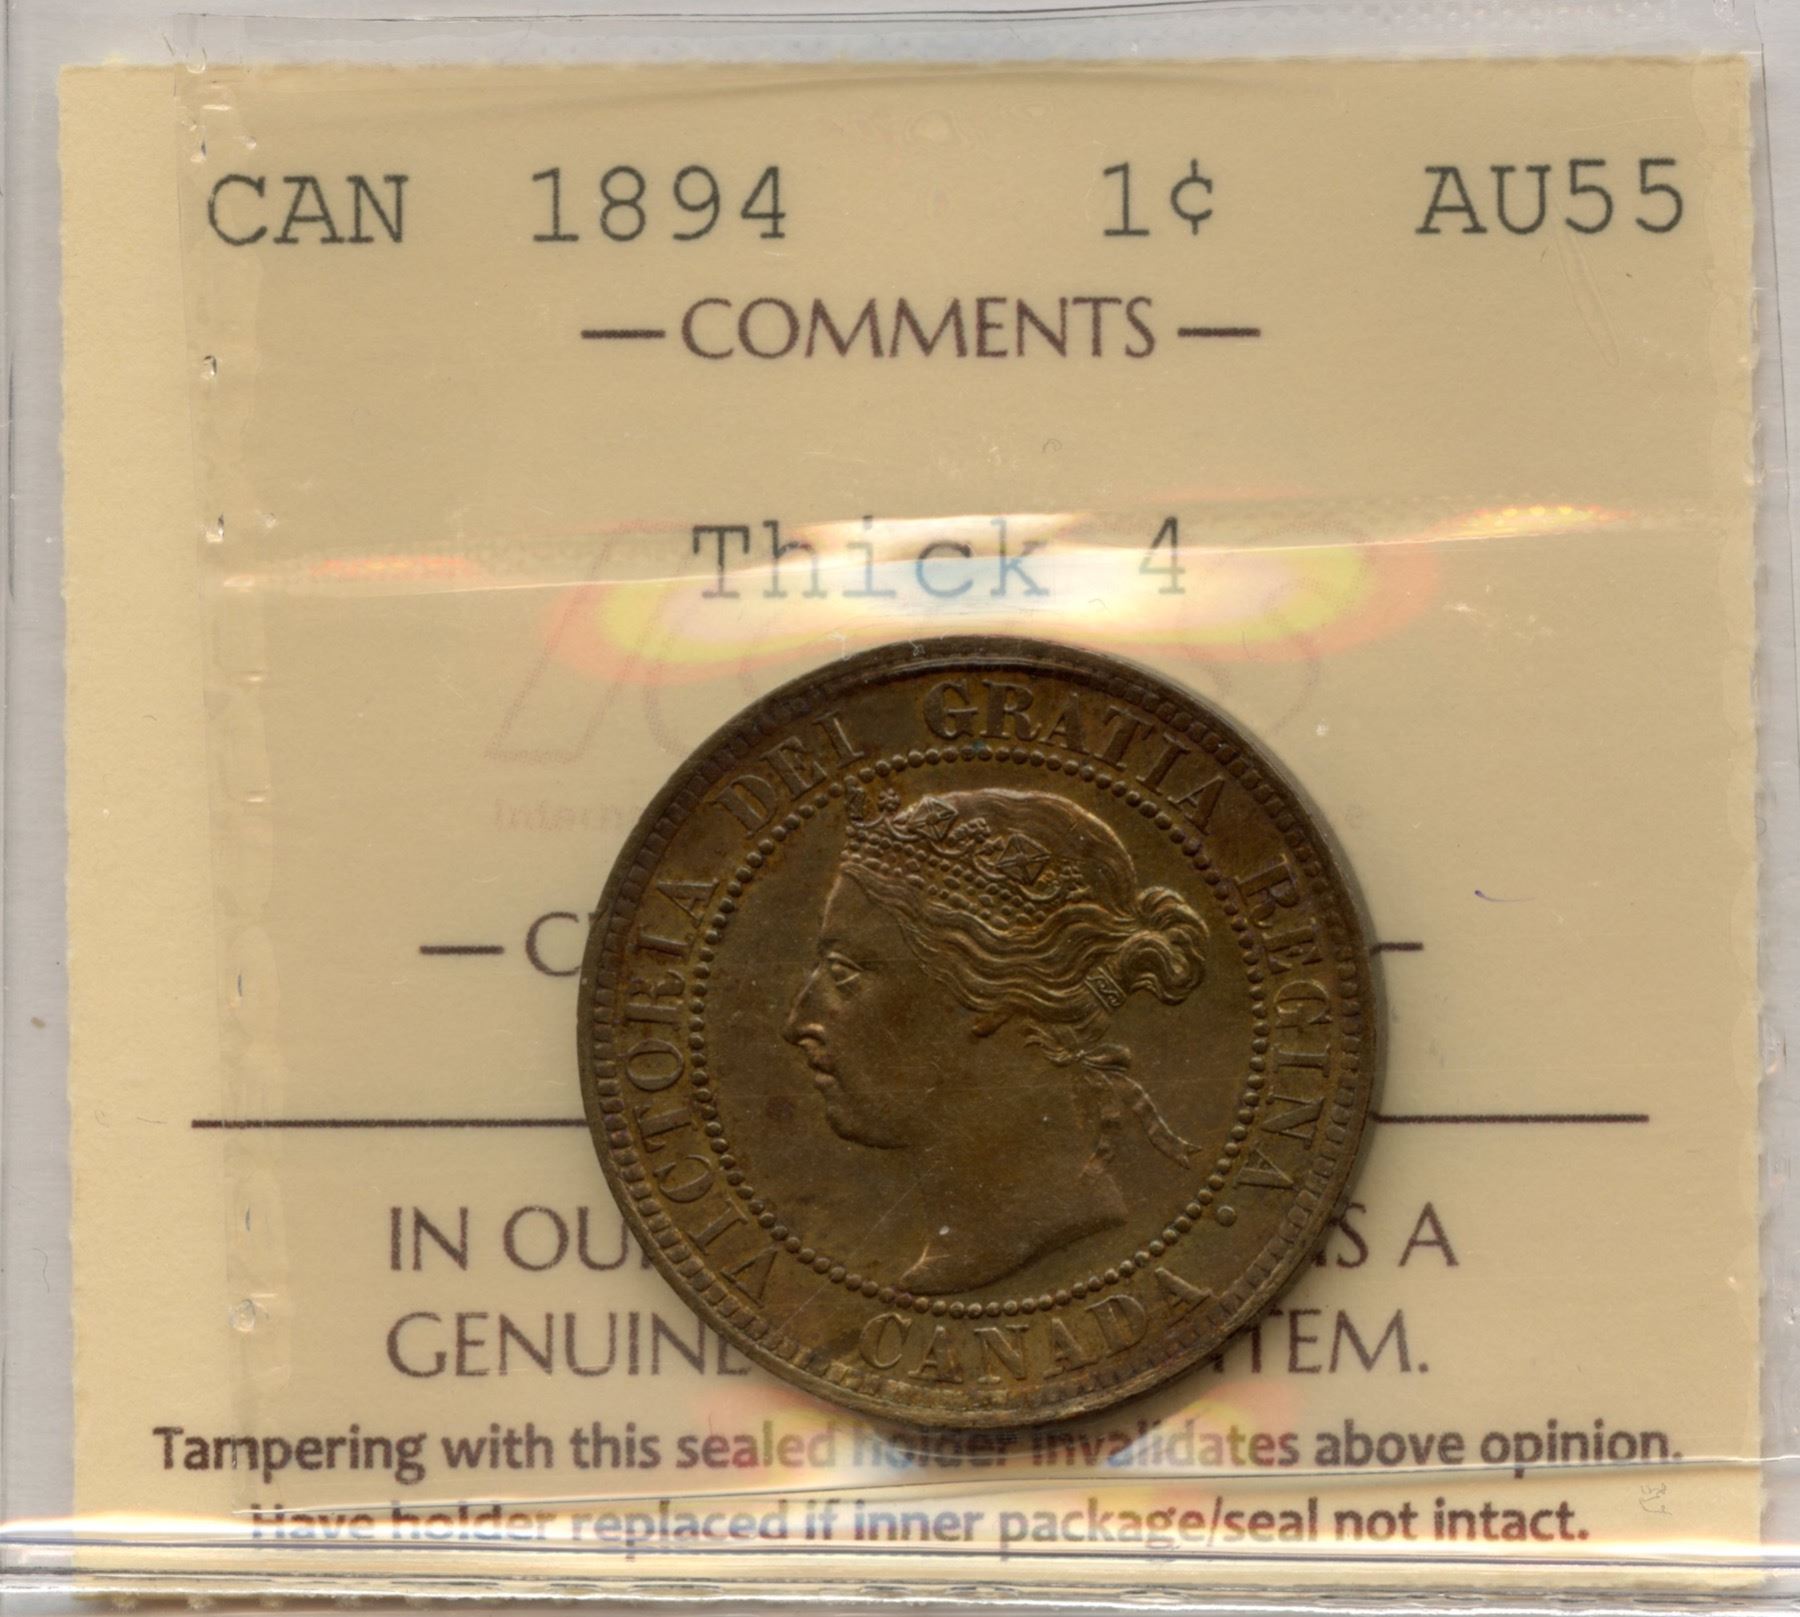 CAN 1894 1¢ AU55
— COMMENTS —
Thick 4
VICTORIA DEI GRATIA REGINA.
CANADA
IN OU
S A
GENUIN
TEM.
Tampering with this sealed holder invalidates above opinion.
Have holder replaced if inner package/seal not intact.